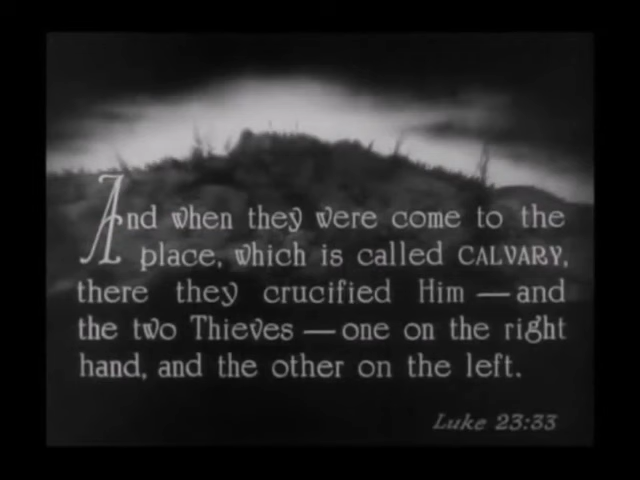 And when they were come to the
place, which is called CALVARY,
there they crucified Him — and
the two Thieves — one on the right
hand, and the other on the left.
Luke 23:33